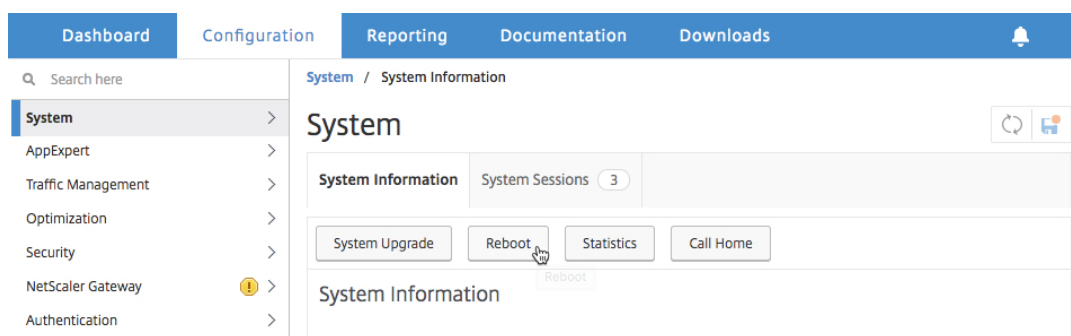 Dashboard Configuration Reporting Documentation Downloads
Search here
System / System Information
System
System
AppExpert
Traffic Management
System Information System Sessions 3
Optimization
Security
System Upgrade Reboot Statistics Call Home
Reboot
NetScaler Gateway
System Information
Authentication